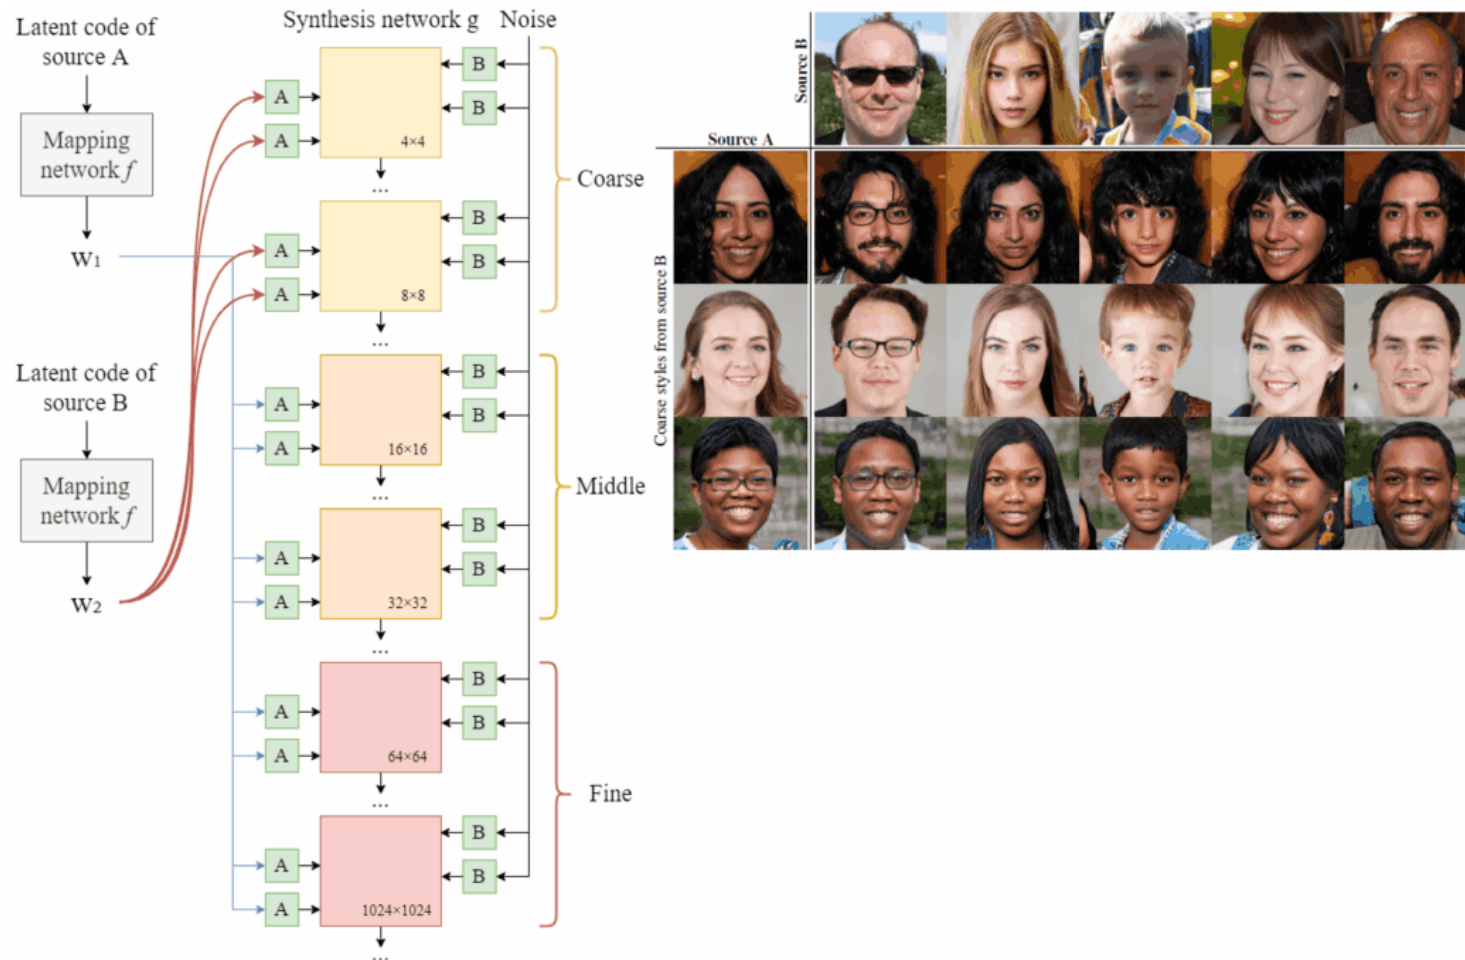 Latent code of
source A
Mapping
network f
w1
Latent code of
source B
Mapping
network f
w2
Synthesis network g
Noise
A
A
4×4
B
B
...
A
A
8×8
B
B
...
Coarse
A
A
16×16
B
B
...
A
A
32×32
B
B
...
Middle
A
A
64×64
B
B
...
A
A
1024×1024
B
B
...
Fine
Source B
Source A
Coarse styles from source B